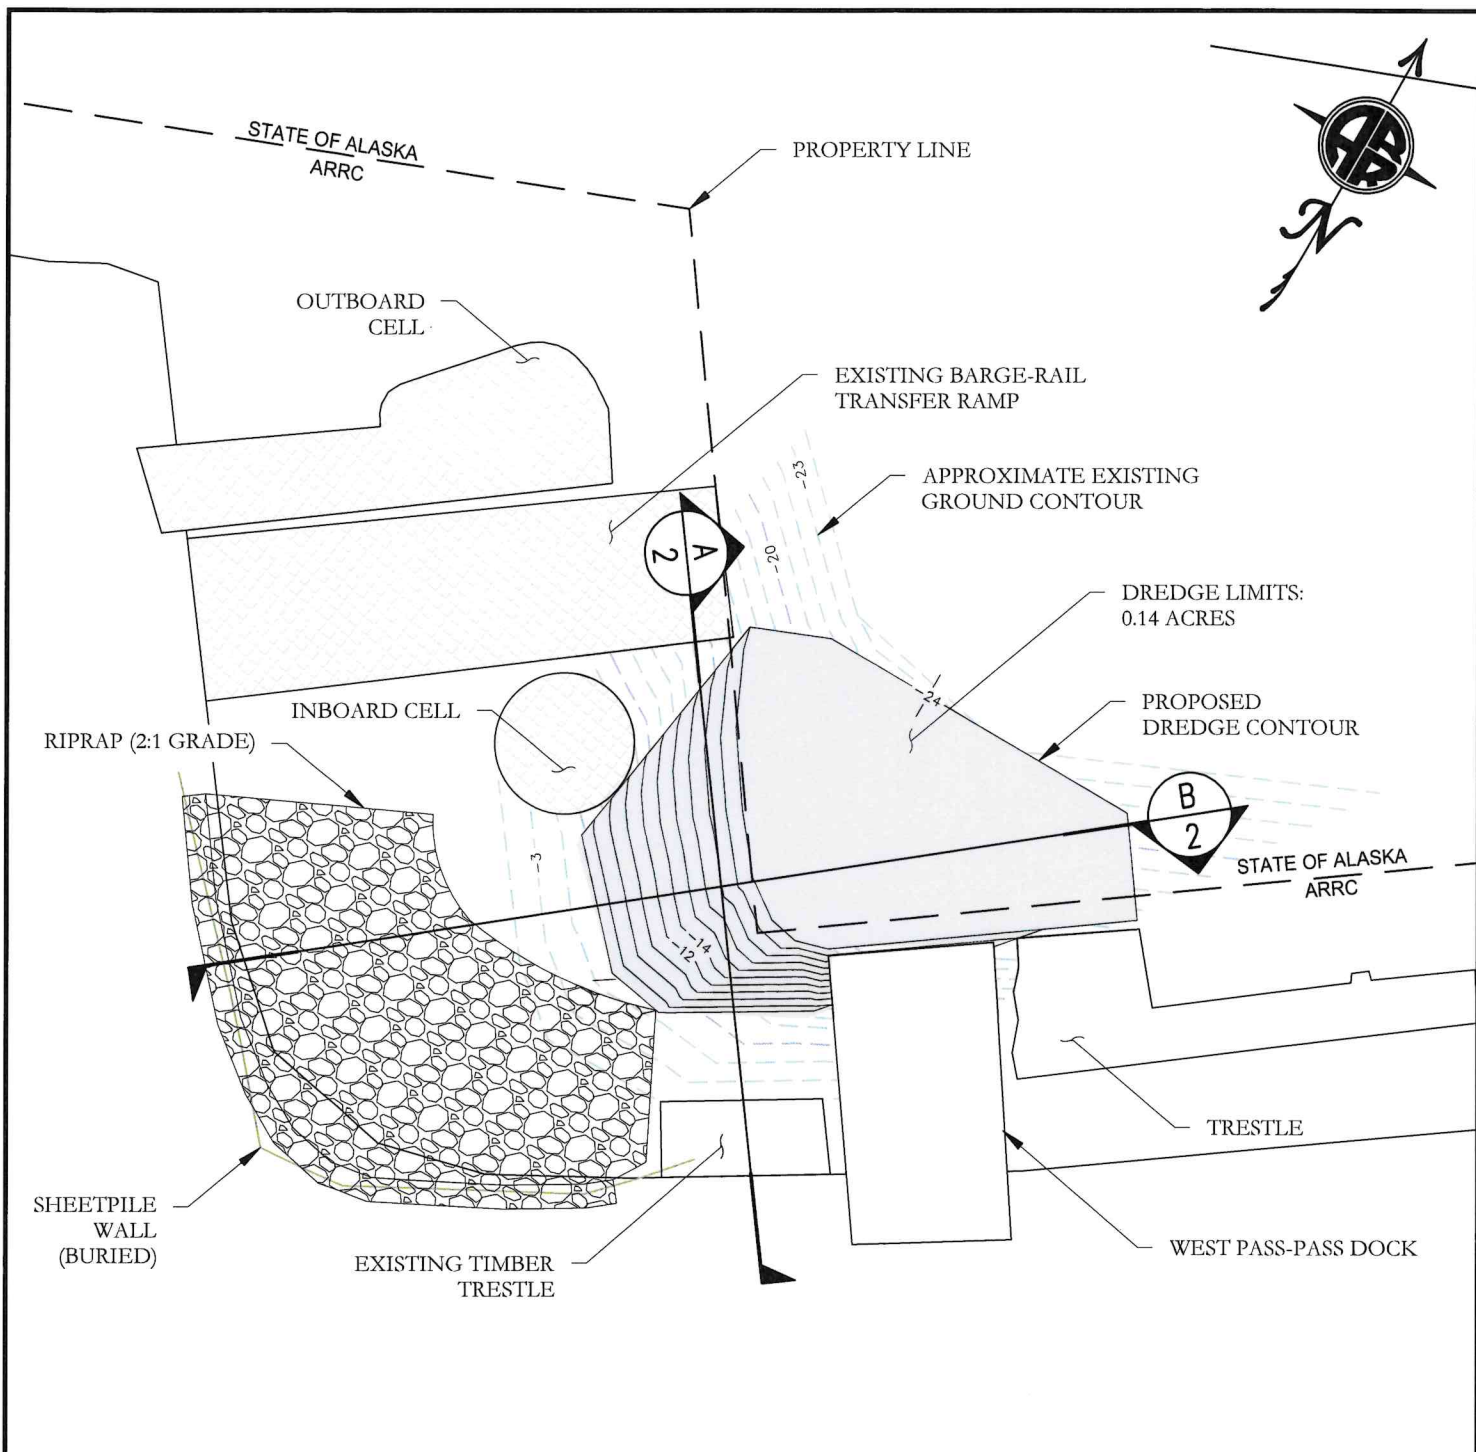 STATE OF ALASKA
ARRC
PROPERTY LINE
N
OUTBOARD
CELL
EXISTING BARGE-RAIL
TRANSFER RAMP
-23
APPROXIMATE EXISTING
GROUND CONTOUR
A
2
-20
DREDGE LIMITS:
0.14 ACRES
-24
INBOARD CELL
PROPOSED
DREDGE CONTOUR
RIPRAP (2:1 GRADE)
B
2
-3
STATE OF ALASKA
ARRC
-14
-12
TRESTLE
SHEETPILE
WALL
(BURIED)
EXISTING TIMBER
TRESTLE
WEST PASS-PASS DOCK